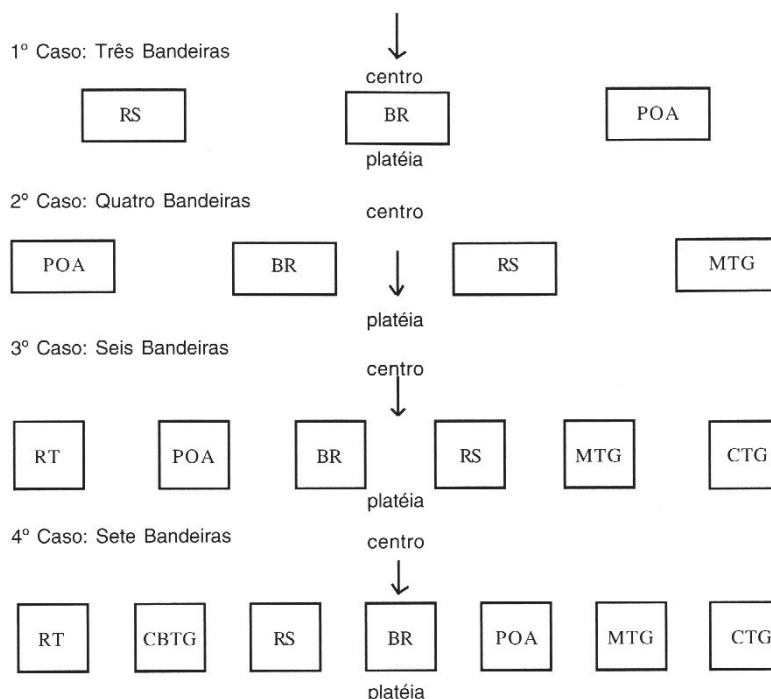 1º Caso: Três Bandeiras
centro
RS BR POA
platéia
2º Caso: Quatro Bandeiras
centro
POA BR RS MTG
platéia
3º Caso: Seis Bandeiras
centro
RT POA BR RS MTG CTG
platéia
4º Caso: Sete Bandeiras
centro
RT CBTG RS BR POA MTG CTG
platéia